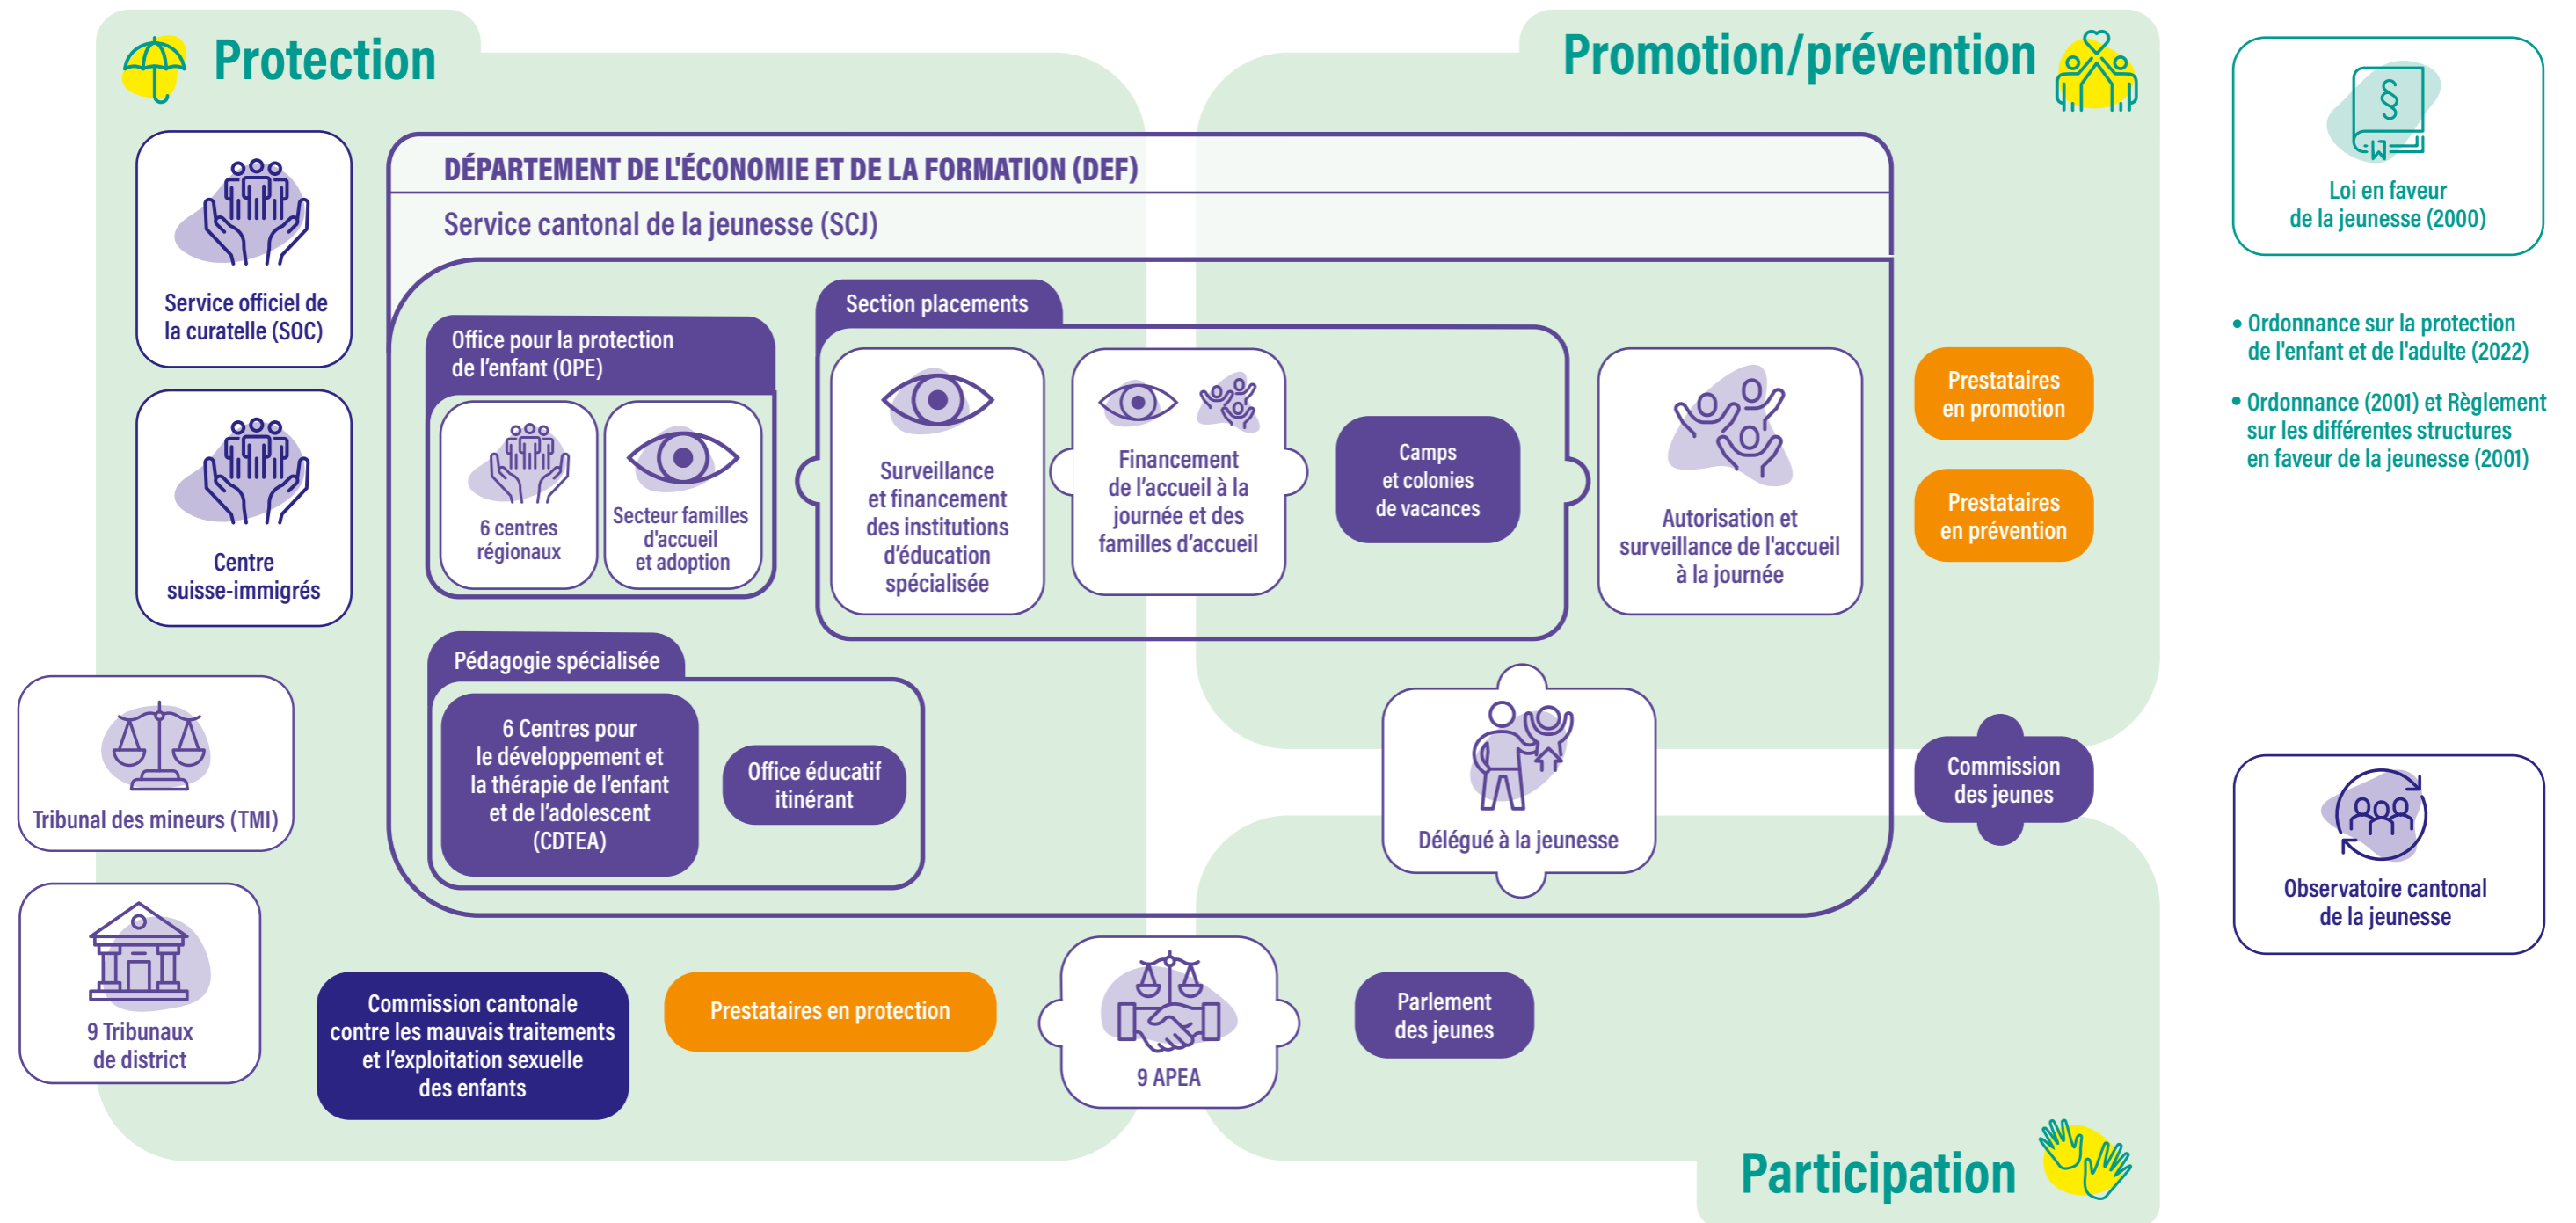 Protection
Promotion/prévention
DÉPARTEMENT DE L'ÉCONOMIE ET DE LA FORMATION (DEF)
Service cantonal de la jeunesse (SCJ)
Service officiel de
la curatelle (SOC)
Centre
suisse-immigrés
Office pour la protection
de l'enfant (OPE)
6 centres
régionaux
Secteur familles
d'accueil
et adoption
Section placements
Surveillance
et financement
des institutions
d'éducation
spécialisée
Financement
de l'accueil à la
journée et des
familles d'accueil
Camps
et colonies
de vacances
Autorisation et
surveillance de l'accueil
à la journée
Prestataires
en promotion
Prestataires
en prévention
Pédagogie spécialisée
6 Centres pour
le développement et
la thérapie de l'enfant
et de l'adolescent
(CDTEA)
Office éducatif
itinérant
Délégué à la jeunesse
Commission
des jeunes
Tribunal des mineurs (TMI)
9 Tribunaux
de district
Commission cantonale
contre les mauvais traitements
et l'exploitation sexuelle
des enfants
Prestataires en protection
9 APEA
Parlement
des jeunes
Participation
§
Loi en faveur
de la jeunesse (2000)
• Ordonnance sur la protection
de l'enfant et de l'adulte (2022)
• Ordonnance (2001) et Règlement
sur les différentes structures
en faveur de la jeunesse (2001)
Observatoire cantonal
de la jeunesse